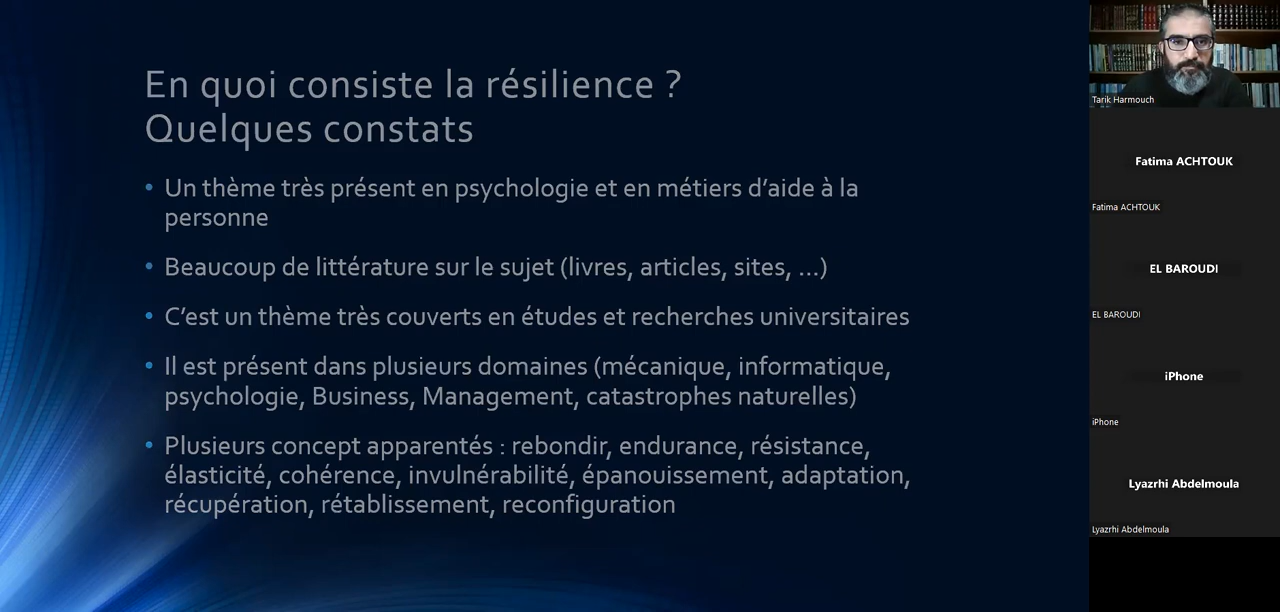 En quoi consiste la résilience ?
Quelques constats
• Un thème très présent en psychologie et en métiers d’aide à la
personne
• Beaucoup de littérature sur le sujet (livres, articles, sites, …)
• C’est un thème très couverts en études et recherches universitaires
• Il est présent dans plusieurs domaines (mécanique, informatique,
psychologie, Business, Management, catastrophes naturelles)
• Plusieurs concept apparentés : rebondir, endurance, résistance,
élasticité, cohérence, invulnérabilité, épanouissement, adaptation,
récupération, rétablissement, reconfiguration
Tarik Harmouch
Fatima ACHTOUK
Fatima ACHTOUK
EL BAROUDI
EL BAROUDI
iPhone
iPhone
Lyazrhi Abdelmoula
Lyazrhi Abdelmoula